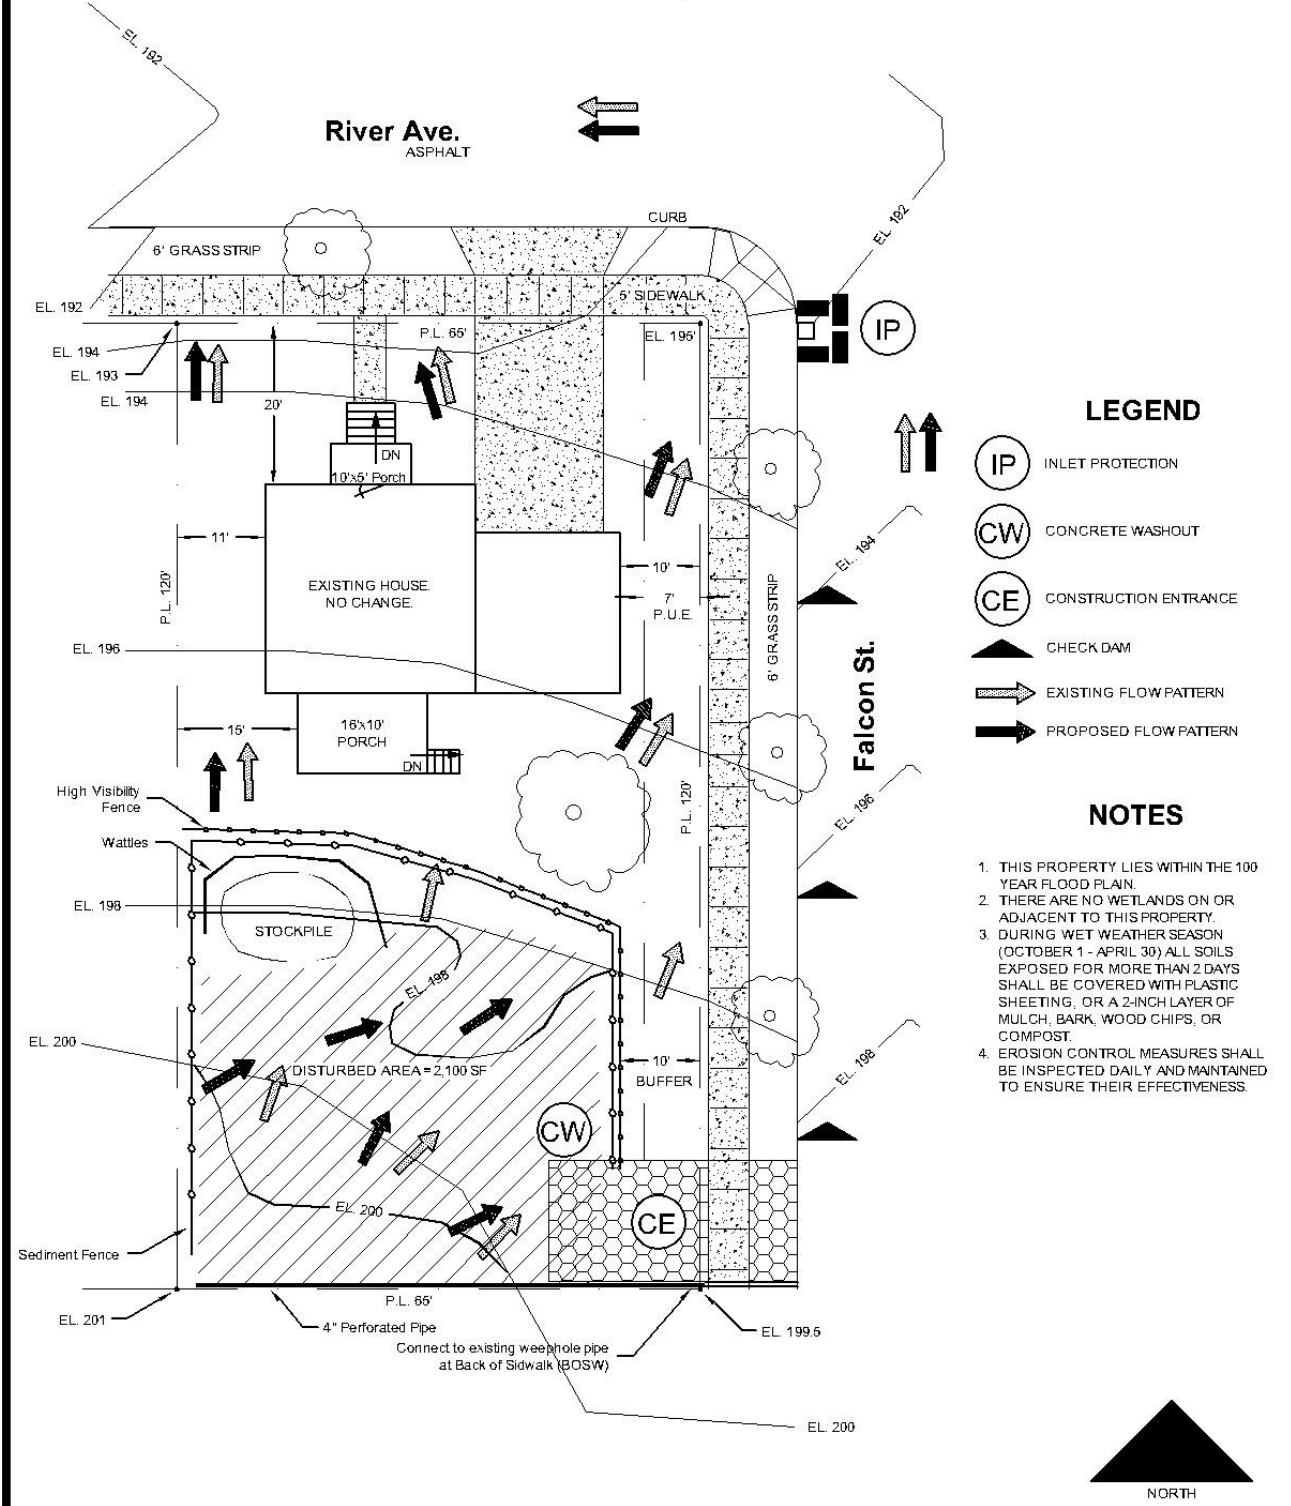 EL. 192
River Ave.
ASPHALT
CURB
6' GRASS STRIP
EL. 192
5' SIDEWALK
EL. 192
IP
P.L. 65'
EL. 195'
EL. 194
EL. 193
EL. 194
20'
DN
10'x5' Porch
11'
EXISTING HOUSE.
NO CHANGE.
10'
7'
P.U.E.
P.L. 120'
6' GRASS STRIP
EL. 194
Falcon St.
EL. 196
15'
16'x10'
PORCH
DN
P.L. 120'
EL. 196
High Visibility
Fence
Wattles
EL. 198
STOCKPILE
EL. 198
EL. 200
DISTURBED AREA = 2,100 SF
10'
BUFFER
EL. 198
CW
EL. 200
CE
Sediment Fence
P.L. 65'
EL. 201
4" Perforated Pipe
EL. 199.5
Connect to existing weephole pipe
at Back of Sidwalk (BOSW)
EL. 200
LEGEND
IP INLET PROTECTION
CW CONCRETE WASHOUT
CE CONSTRUCTION ENTRANCE
CHECK DAM
EXISTING FLOW PATTERN
PROPOSED FLOW PATTERN
NOTES
1. THIS PROPERTY LIES WITHIN THE 100
YEAR FLOOD PLAIN.
2. THERE ARE NO WETLANDS ON OR
ADJACENT TO THIS PROPERTY.
3. DURING WET WEATHER SEASON
(OCTOBER 1 - APRIL 30) ALL SOILS
EXPOSED FOR MORE THAN 2 DAYS
SHALL BE COVERED WITH PLASTIC
SHEETING, OR A 2-INCH LAYER OF
MULCH, BARK, WOOD CHIPS, OR
COMPOST.
4. EROSION CONTROL MEASURES SHALL
BE INSPECTED DAILY AND MAINTAINED
TO ENSURE THEIR EFFECTIVENESS.
NORTH